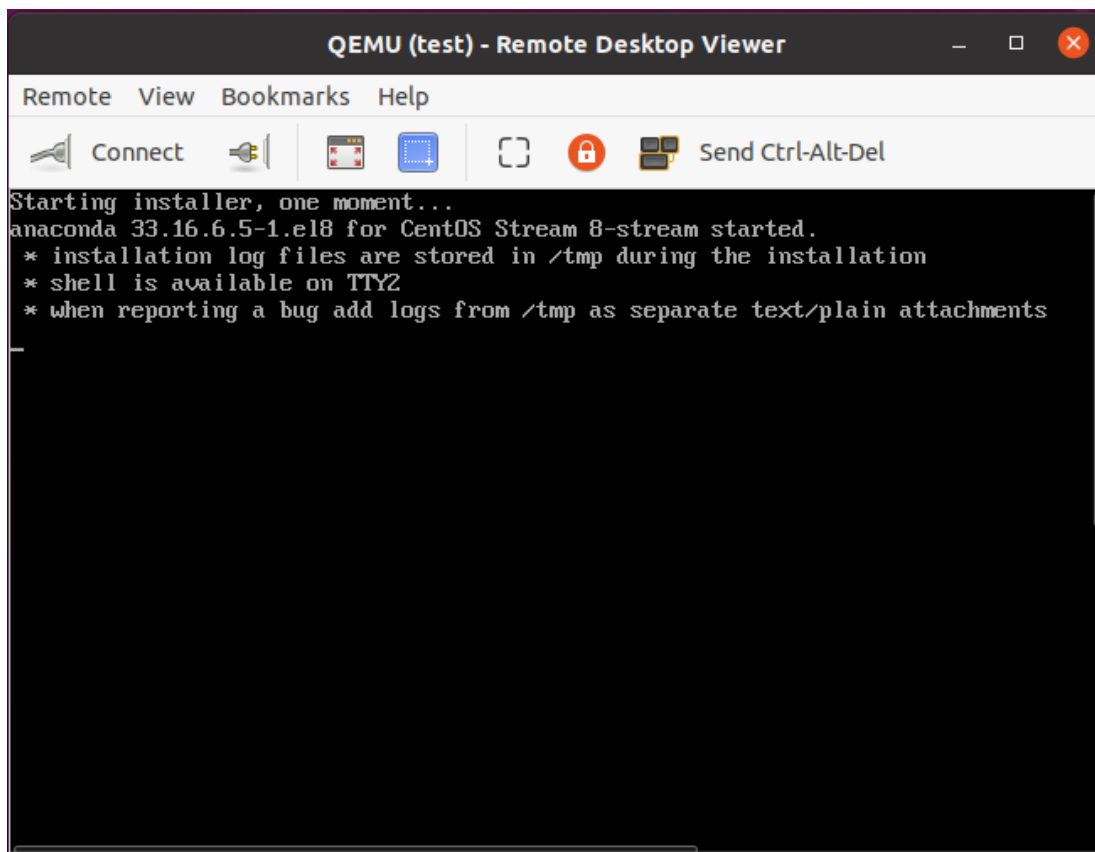 QEMU (test) - Remote Desktop Viewer
Remote View Bookmarks Help
Connect Send Ctrl-Alt-Del
Starting installer, one moment...
anaconda 33.16.6.5-1.el8 for CentOS Stream 8-stream started.
* installation log files are stored in /tmp during the installation
* shell is available on TTY2
* when reporting a bug add logs from /tmp as separate text/plain attachments